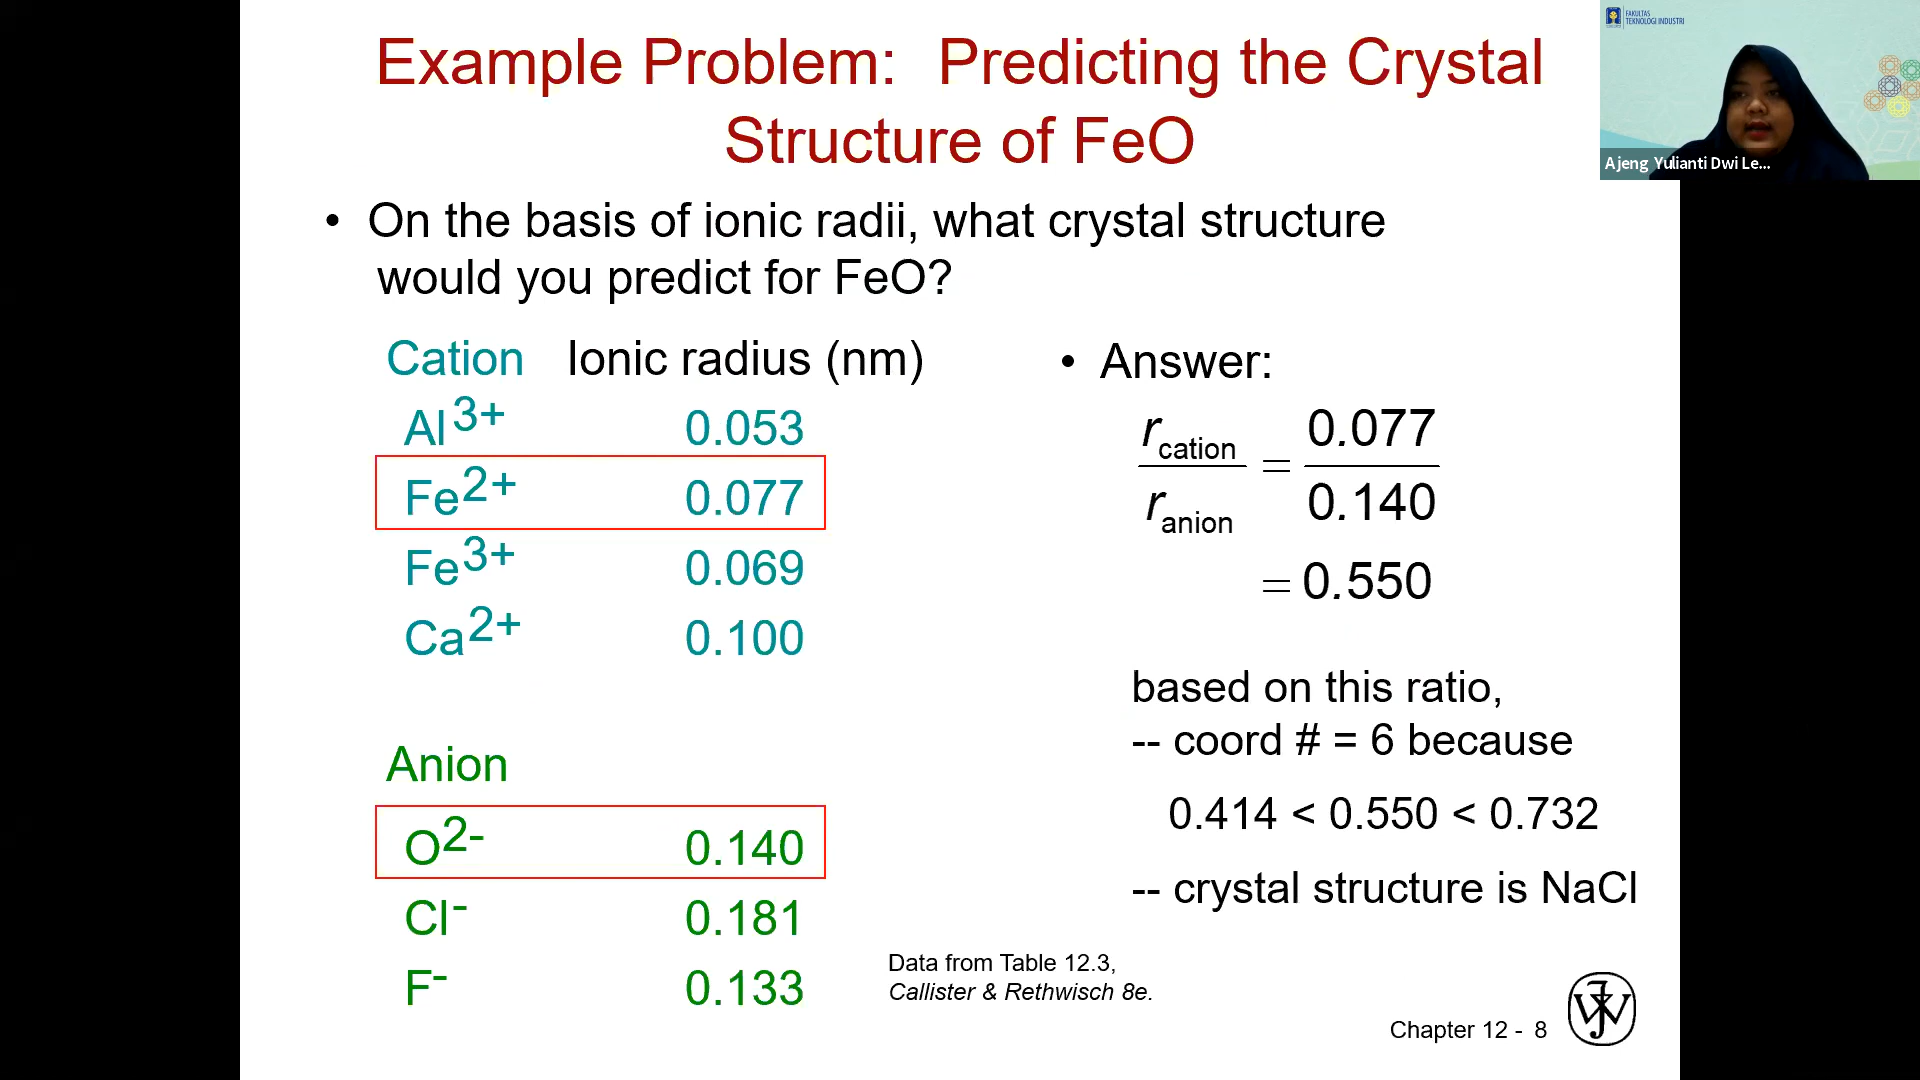 Example Problem: Predicting the Crystal
Structure of FeO
• On the basis of ionic radii, what crystal structure
would you predict for FeO?
Cation Ionic radius (nm)
Al3+ 0.053
Fe2+ 0.077
Fe3+ 0.069
Ca2+ 0.100
Anion
O2- 0.140
Cl- 0.181
F- 0.133
• Answer:
rcation / ranion = 0.077 / 0.140
= 0.550
based on this ratio,
-- coord # = 6 because
0.414 < 0.550 < 0.732
-- crystal structure is NaCl
Data from Table 12.3,
Callister & Rethwisch 8e.
Chapter 12 - 8
FAKULTAS
TEKNOLOGI INDUSTRI
Ajeng Yulianti Dwi Le...